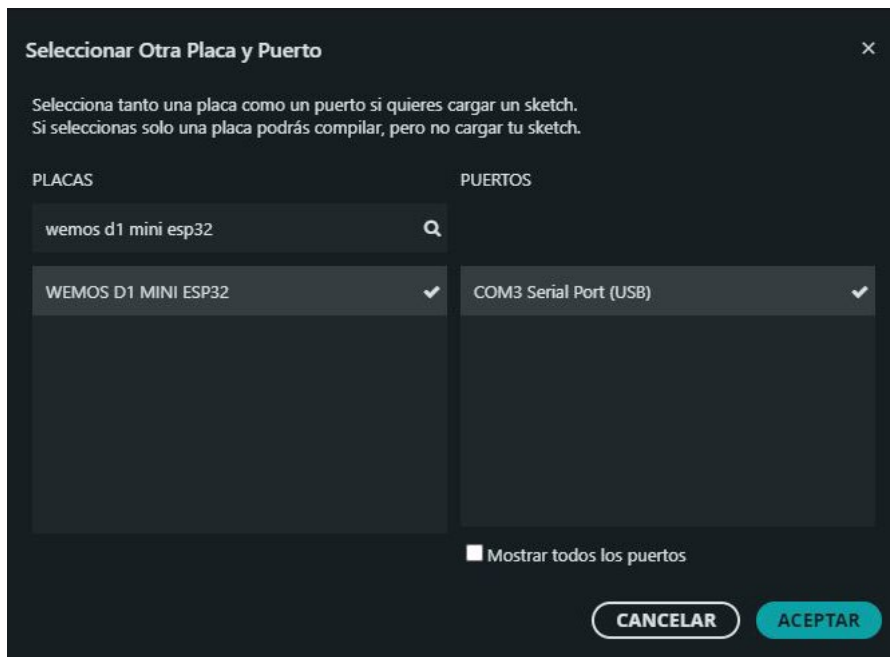 Seleccionar Otra Placa y Puerto
Selecciona tanto una placa como un puerto si quieres cargar un sketch.
Si seleccionas solo una placa podrás compilar, pero no cargar tu sketch.
PLACAS
PUERTOS
wemos d1 mini esp32
WEMOS D1 MINI ESP32
COM3 Serial Port (USB)
Mostrar todos los puertos
CANCELAR
ACEPTAR